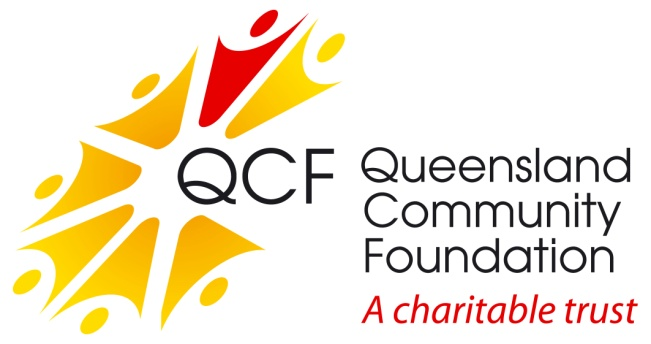 QCF
Queensland
Community
Foundation
A charitable trust